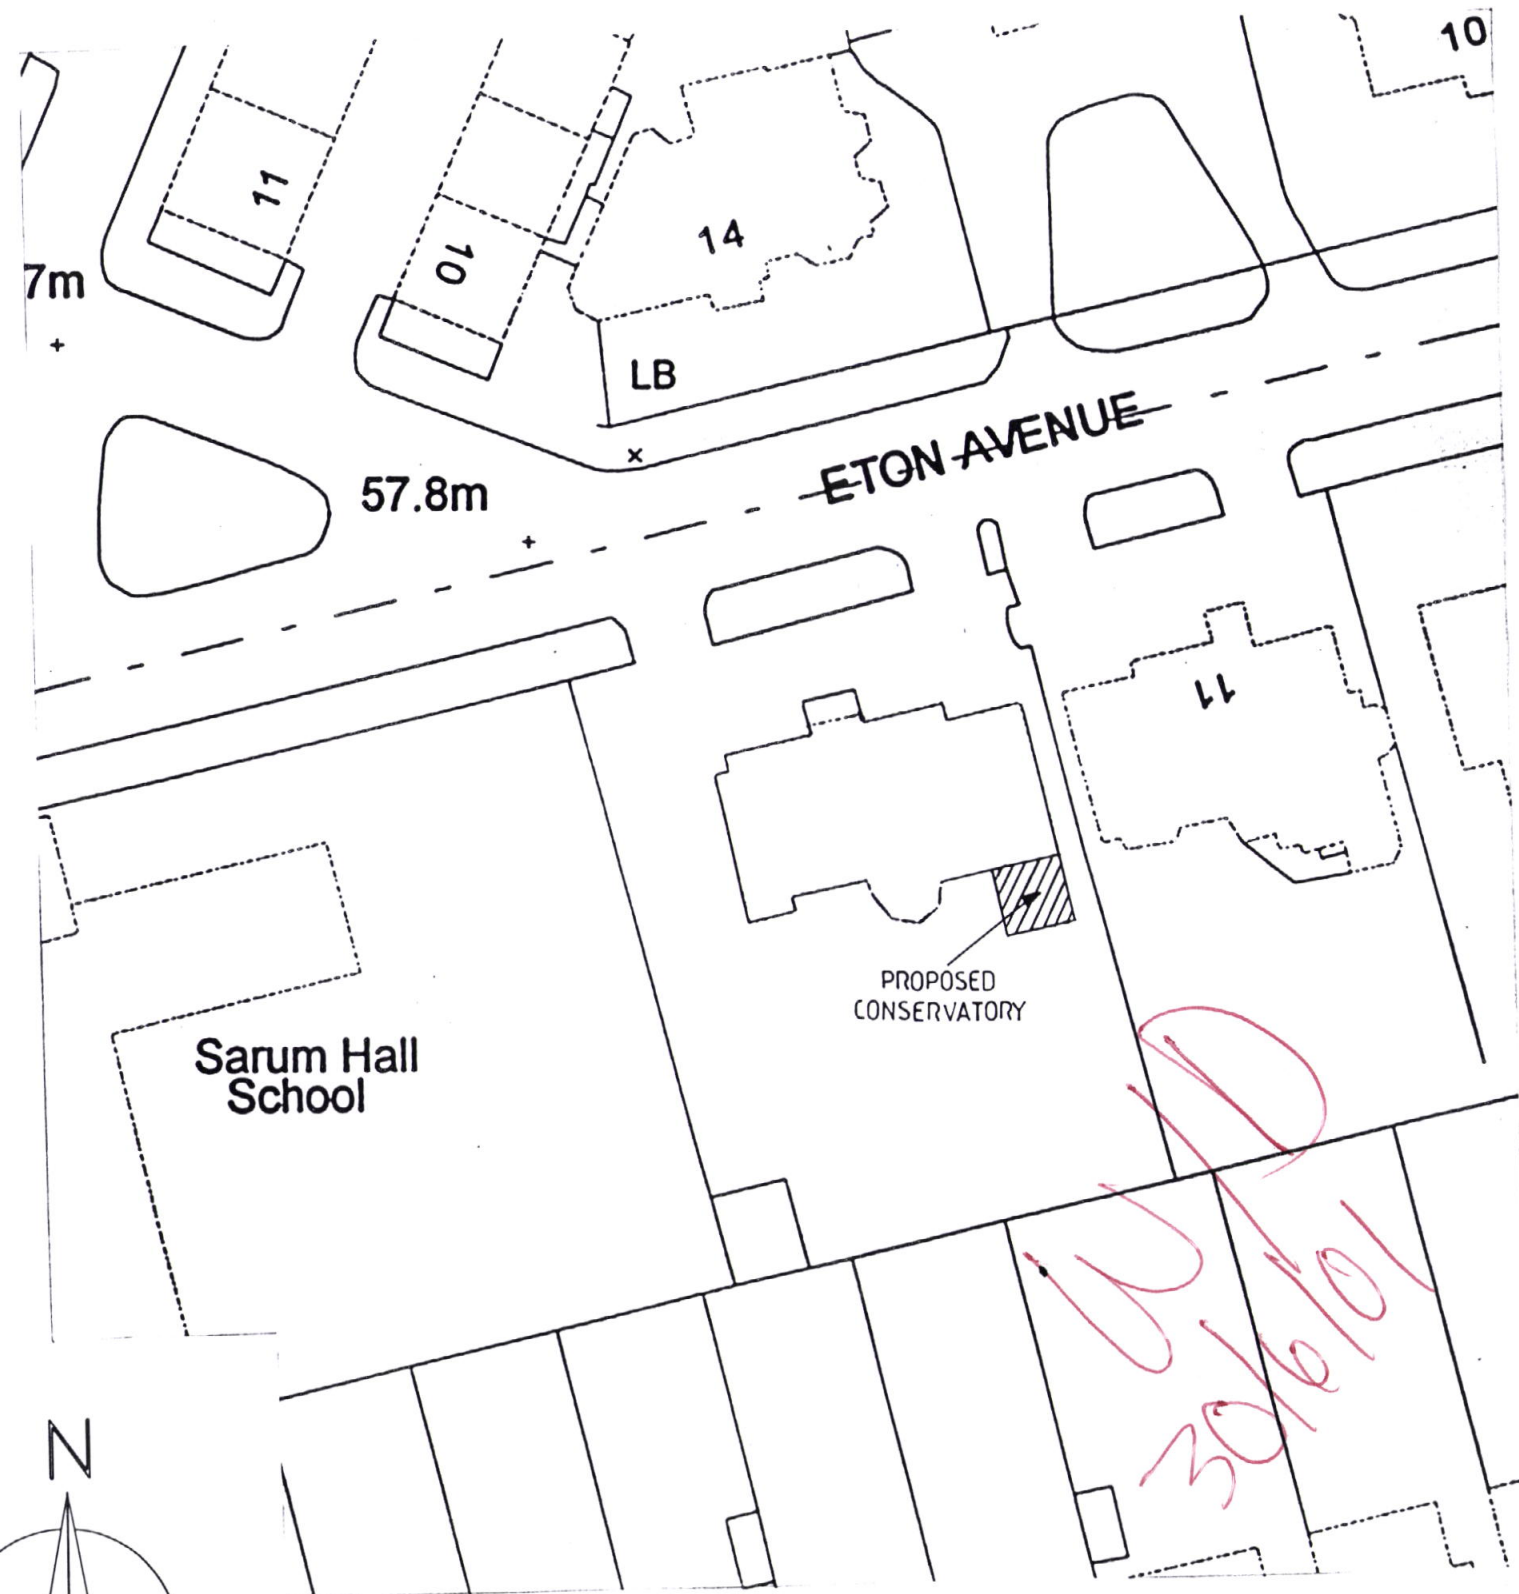 10
11
14
10
7m
LB
ETON AVENUE
57.8m
11
PROPOSED
CONSERVATORY
Sarum Hall
School
30/6/01
N